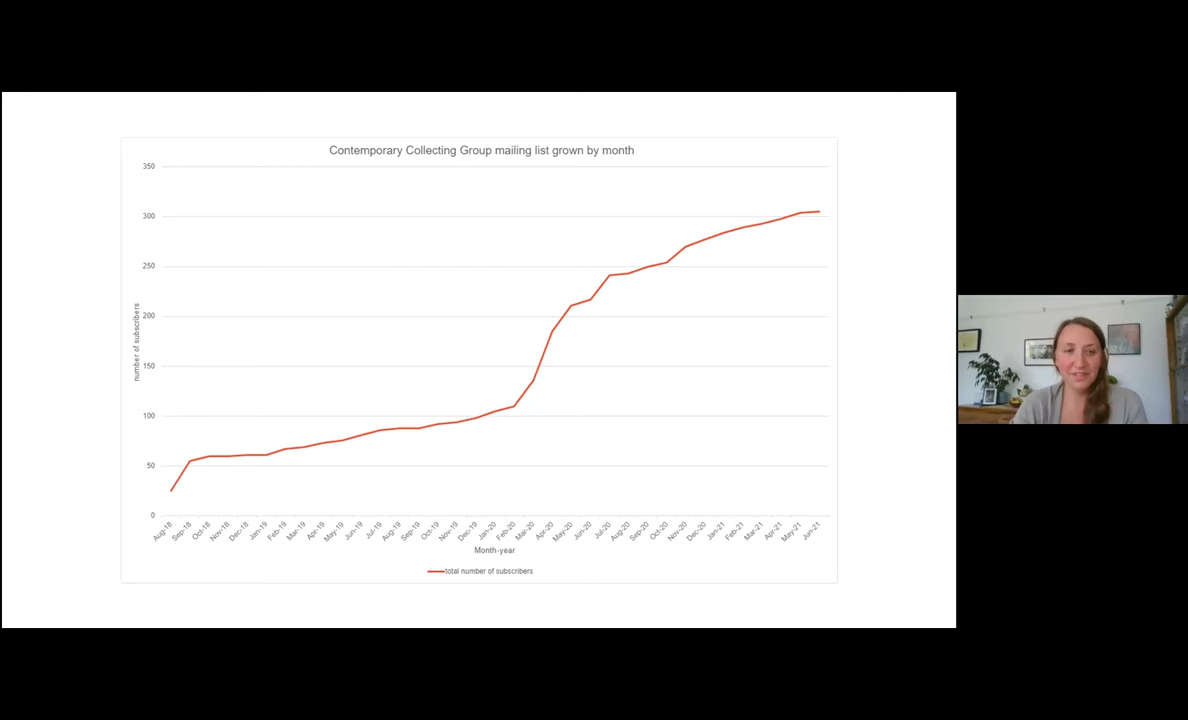 Contemporary Collecting Group mailing list grown by month
350
300
250
200
150
100
50
0
number of subscribers
Aug-18 Sep-18 Oct-18 Nov-18 Dec-18 Jan-19 Feb-19 Mar-19 Apr-19 May-19 Jun-19 Jul-19 Aug-19 Sep-19 Oct-19 Nov-19 Dec-19 Jan-20 Feb-20 Mar-20 Apr-20 May-20 Jun-20 Jul-20 Aug-20 Sep-20 Oct-20 Nov-20 Dec-20 Jan-21 Feb-21 Mar-21 Apr-21 May-21 Jun-21
Month-year
total number of subscribers